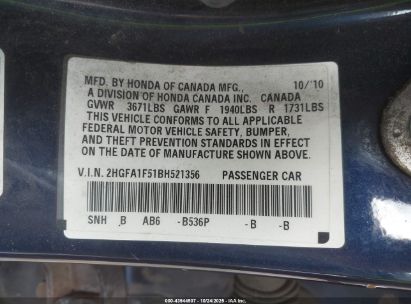 MFD. BY HONDA OF CANADA MFG., 10/'10
A DIVISION OF HONDA CANADA INC. CANADA
GVWR 3671LBS GAWR F 1940LBS R 1731LBS
THIS VEHICLE CONFORMS TO ALL APPLICABLE
FEDERAL MOTOR VEHICLE SAFETY, BUMPER,
AND THEFT PREVENTION STANDARDS IN EFFECT
ON THE DATE OF MANUFACTURE SHOWN ABOVE.
V.I.N. 2HGFA1F51BH521356 PASSENGER CAR
SNH B AB6 -B536P -B -B